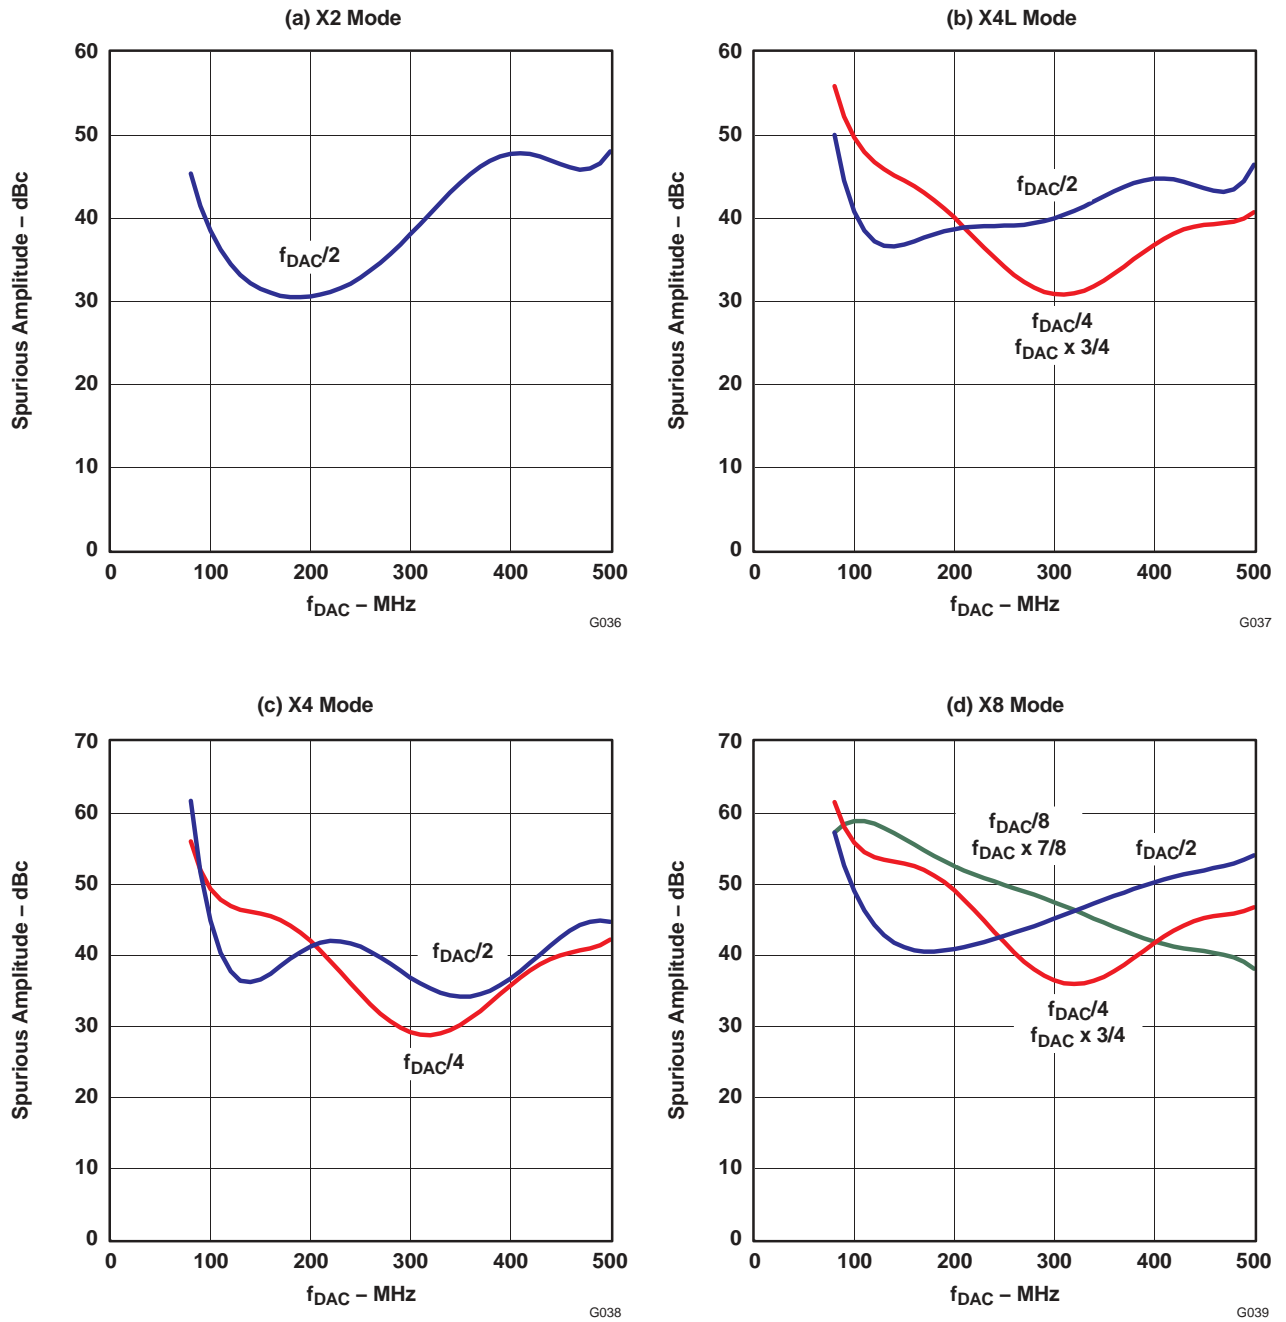 (a) X2 Mode
60
50
40
30
20
10
0
0 100 200 300 400 500
Spurious Amplitude – dBc
fDAC/2
fDAC – MHz
G036
(b) X4L Mode
60
50
40
30
20
10
0
0 100 200 300 400 500
Spurious Amplitude – dBc
fDAC/2
fDAC/4
fDAC x 3/4
fDAC – MHz
G037
(c) X4 Mode
70
60
50
40
30
20
10
0
0 100 200 300 400 500
Spurious Amplitude – dBc
fDAC/2
fDAC/4
fDAC – MHz
G038
(d) X8 Mode
70
60
50
40
30
20
10
0
0 100 200 300 400 500
Spurious Amplitude – dBc
fDAC/8
fDAC x 7/8
fDAC/2
fDAC/4
fDAC x 3/4
fDAC – MHz
G039